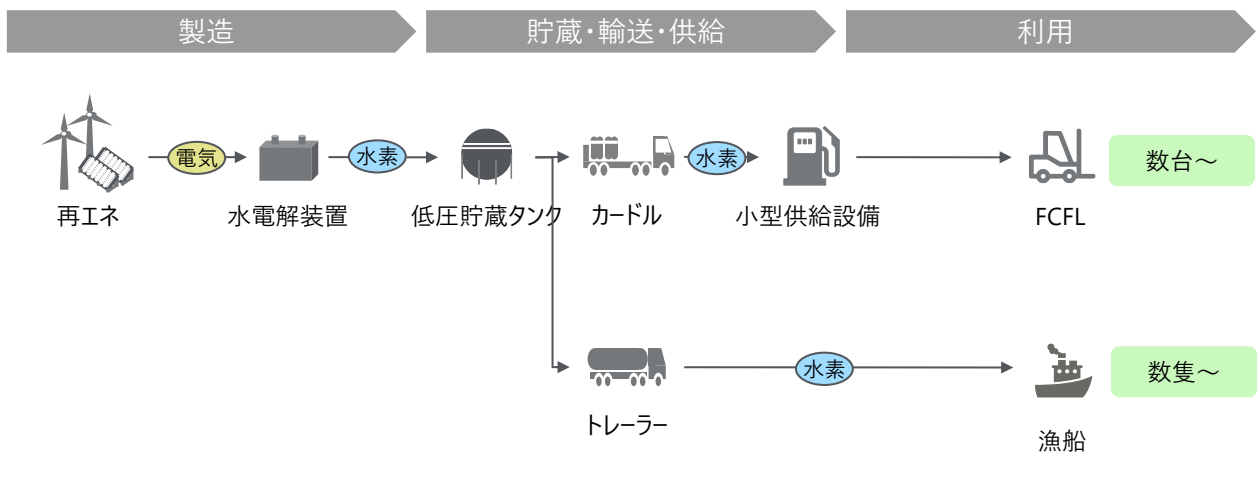 製造
貯蔵・輸送・供給
利用
電気
水素
水素
数台～
再エネ
水電解装置
低圧貯蔵タンク
カードル
小型供給設備
FCFL
水素
数隻～
トレーラー
漁船